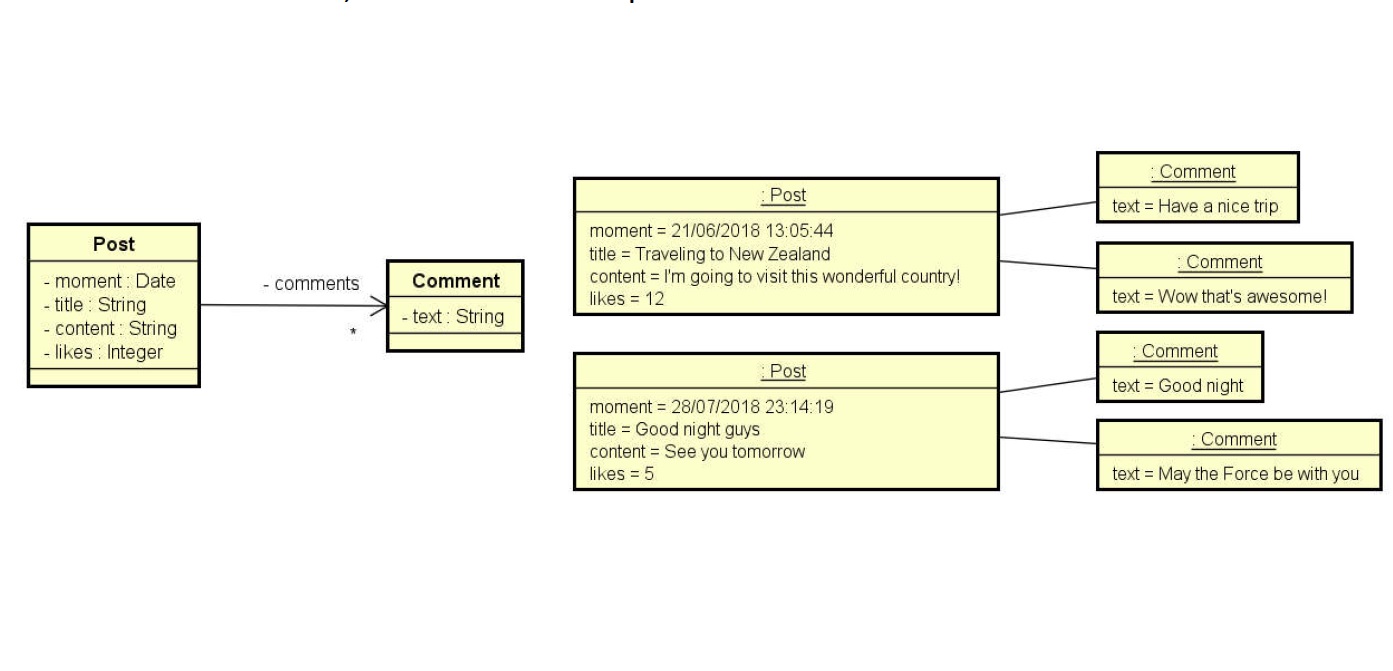 Post
- moment : Date
- title : String
- content : String
- likes : Integer
- comments
*
Comment
- text : String
: Post
moment = 21/06/2018 13:05:44
title = Traveling to New Zealand
content = I'm going to visit this wonderful country!
likes = 12
: Comment
text = Have a nice trip
: Comment
text = Wow that's awesome!
: Post
moment = 28/07/2018 23:14:19
title = Good night guys
content = See you tomorrow
likes = 5
: Comment
text = Good night
: Comment
text = May the Force be with you